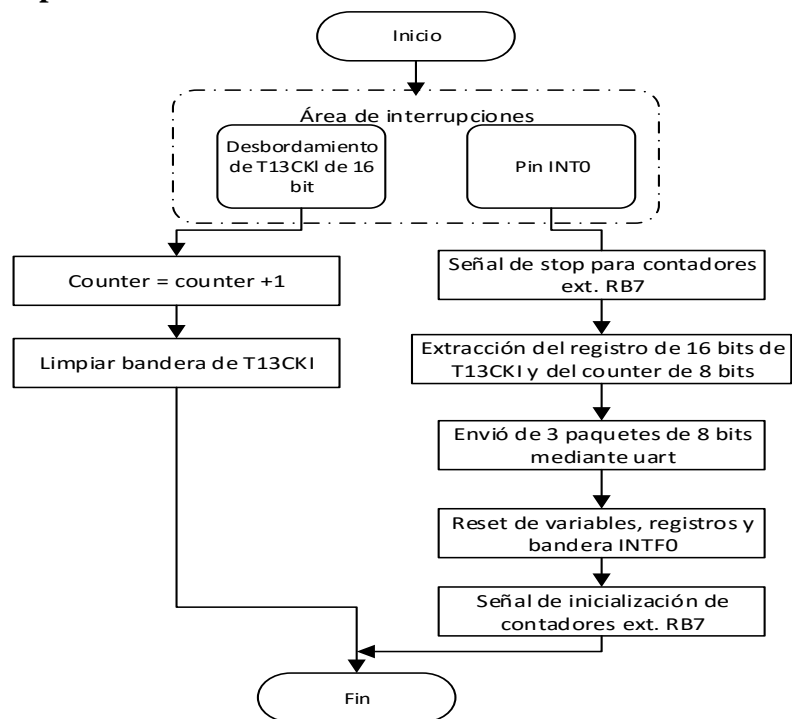 Inicio
Área de interrupciones
Desbordamiento
de T13CKI de 16
bit
Pin INT0
Counter = counter +1
Limpiar bandera de T13CKI
Señal de stop para contadores
ext. RB7
Extracción del registro de 16 bits de
T13CKI y del counter de 8 bits
Envió de 3 paquetes de 8 bits
mediante uart
Reset de variables, registros y
bandera INTF0
Señal de inicialización de
contadores ext. RB7
Fin